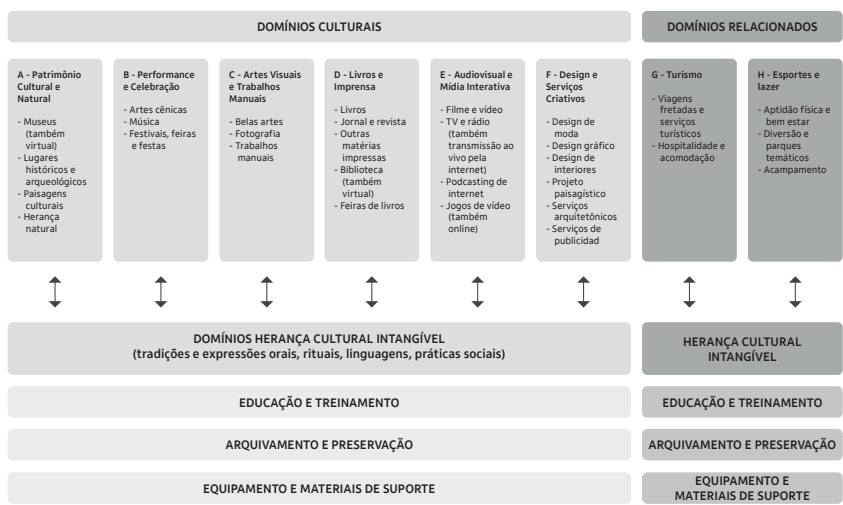 DOMÍNIOS CULTURAIS
DOMÍNIOS RELACIONADOS
A - Patrimônio
Cultural e
Natural
- Museus
(também
virtual)
- Lugares
históricos e
arqueológicos
- Paisagens
culturais
- Herança
natural
B - Performance
e Celebração
- Artes cênicas
- Música
- Festivais, feiras
e festas
C - Artes Visuais
e Trabalhos
Manuais
- Belas artes
- Fotografia
- Trabalhos
manuais
D - Livros e
Imprensa
- Livros
- Jornal e revista
- Outras
matérias
impressas
- Biblioteca
(também
virtual)
- Feiras de livros
E - Audiovisual e
Mídia Interativa
- Filme e vídeo
- TV e rádio
(também
transmissão ao
vivo pela
internet)
- Podcasting de
internet
- Jogos de vídeo
(também
online)
F - Design e
Serviços
Criativos
- Design de
moda
- Design gráfico
- Design de
interiores
- Projeto
paisagístico
- Serviços
arquitetônicos
- Serviços de
publicidad
G - Turismo
- Viagens
fretadas e
serviços
turísticos
- Hospitalidade e
acomodação
H - Esportes e
lazer
- Aptidão física e
bem estar
- Diversão e
parques
temáticos
- Acampamento
DOMÍNIOS HERANÇA CULTURAL INTANGÍVEL
(tradições e expressões orais, rituais, linguagens, práticas sociais)
HERANÇA CULTURAL
INTANGÍVEL
EDUCAÇÃO E TREINAMENTO
EDUCAÇÃO E TREINAMENTO
ARQUIVAMENTO E PRESERVAÇÃO
ARQUIVAMENTO E PRESERVAÇÃO
EQUIPAMENTO E MATERIAIS DE SUPORTE
EQUIPAMENTO E
MATERIAIS DE SUPORTE